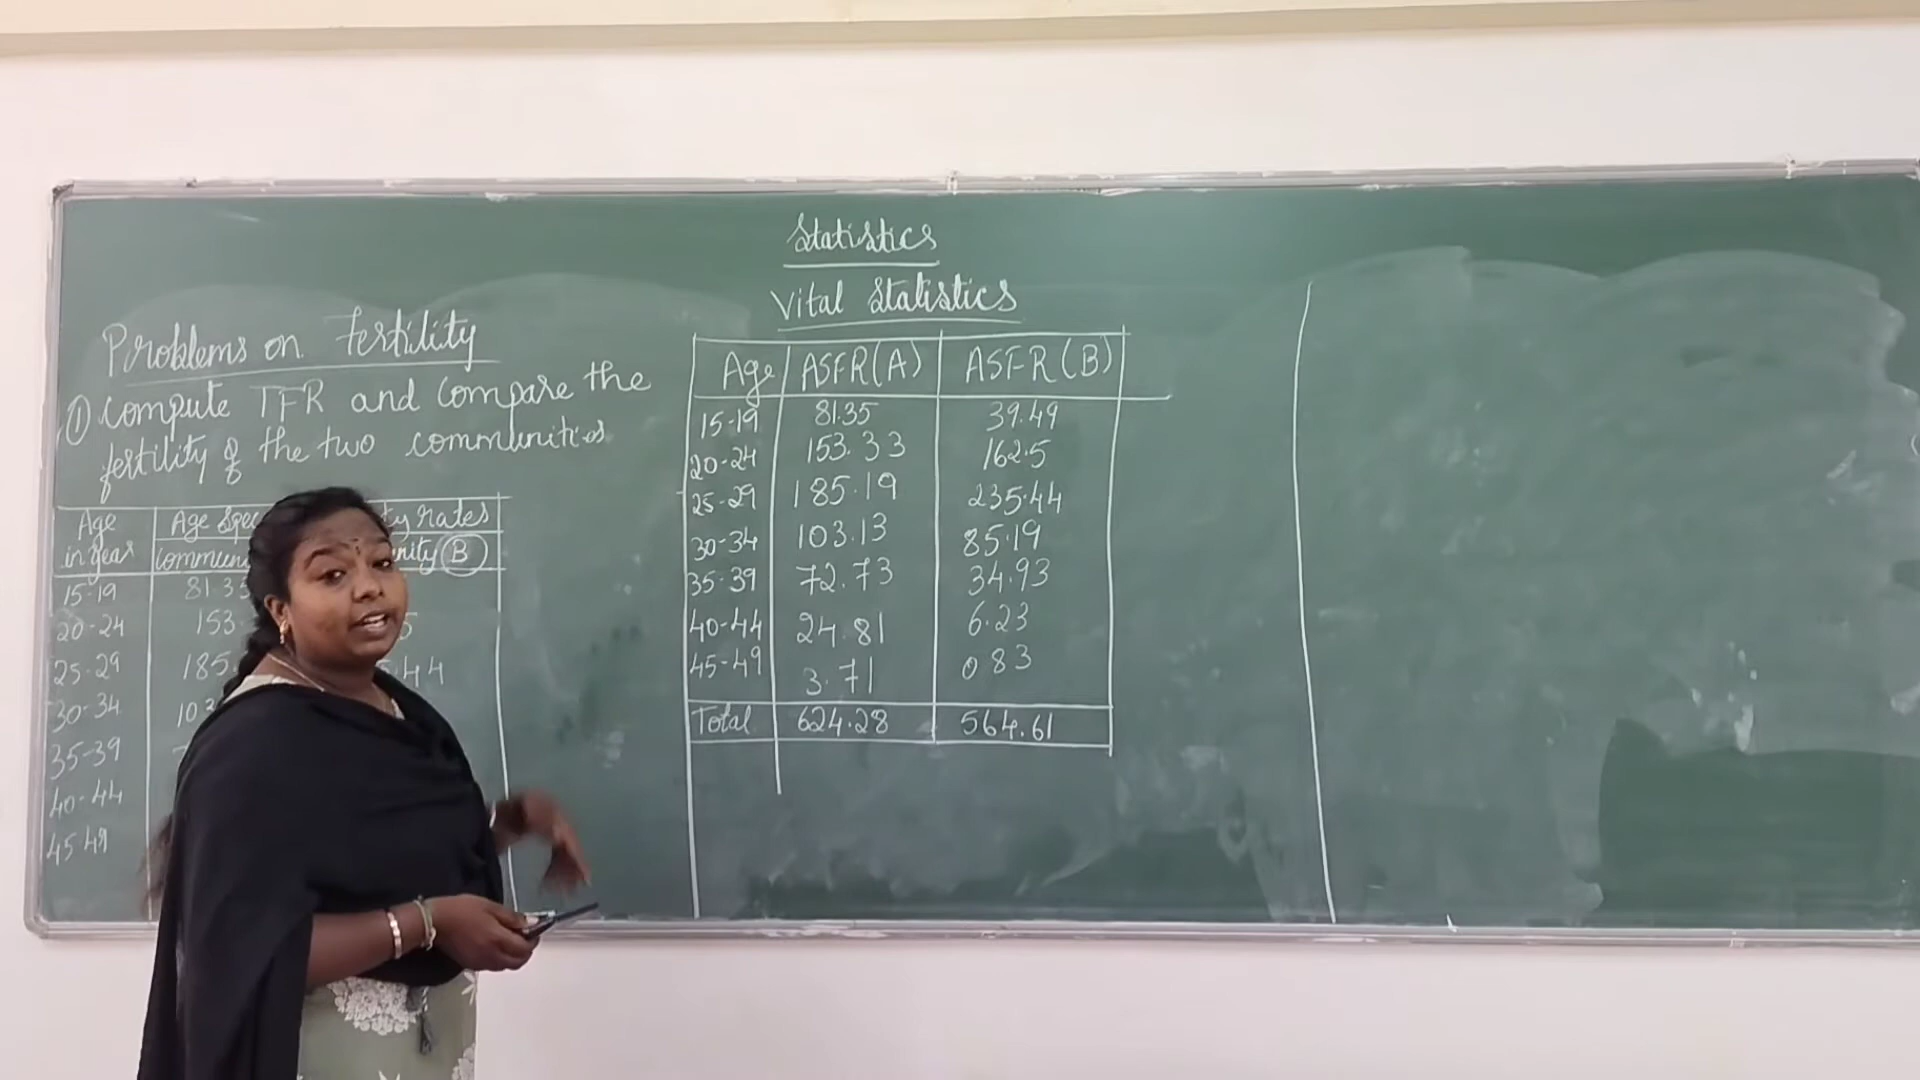 Statistics
Vital Statistics
Problems on Fertility
① Compute TFR and Compare the
fertility of the two communities
Age in year
Age rates
B
15-19 81.35
20-24 153.
25-29 185. 44
30-34
35-39
40-44
45-49
Age ASFR(A) ASFR(B)
15-19 81.35 39.49
20-24 153.33 162.5
25-29 185.19 235.44
30-34 103.13 85.19
35-39 72.73 34.93
40-44 24.81 6.23
45-49 3.71 0.83
Total 624.28 564.61